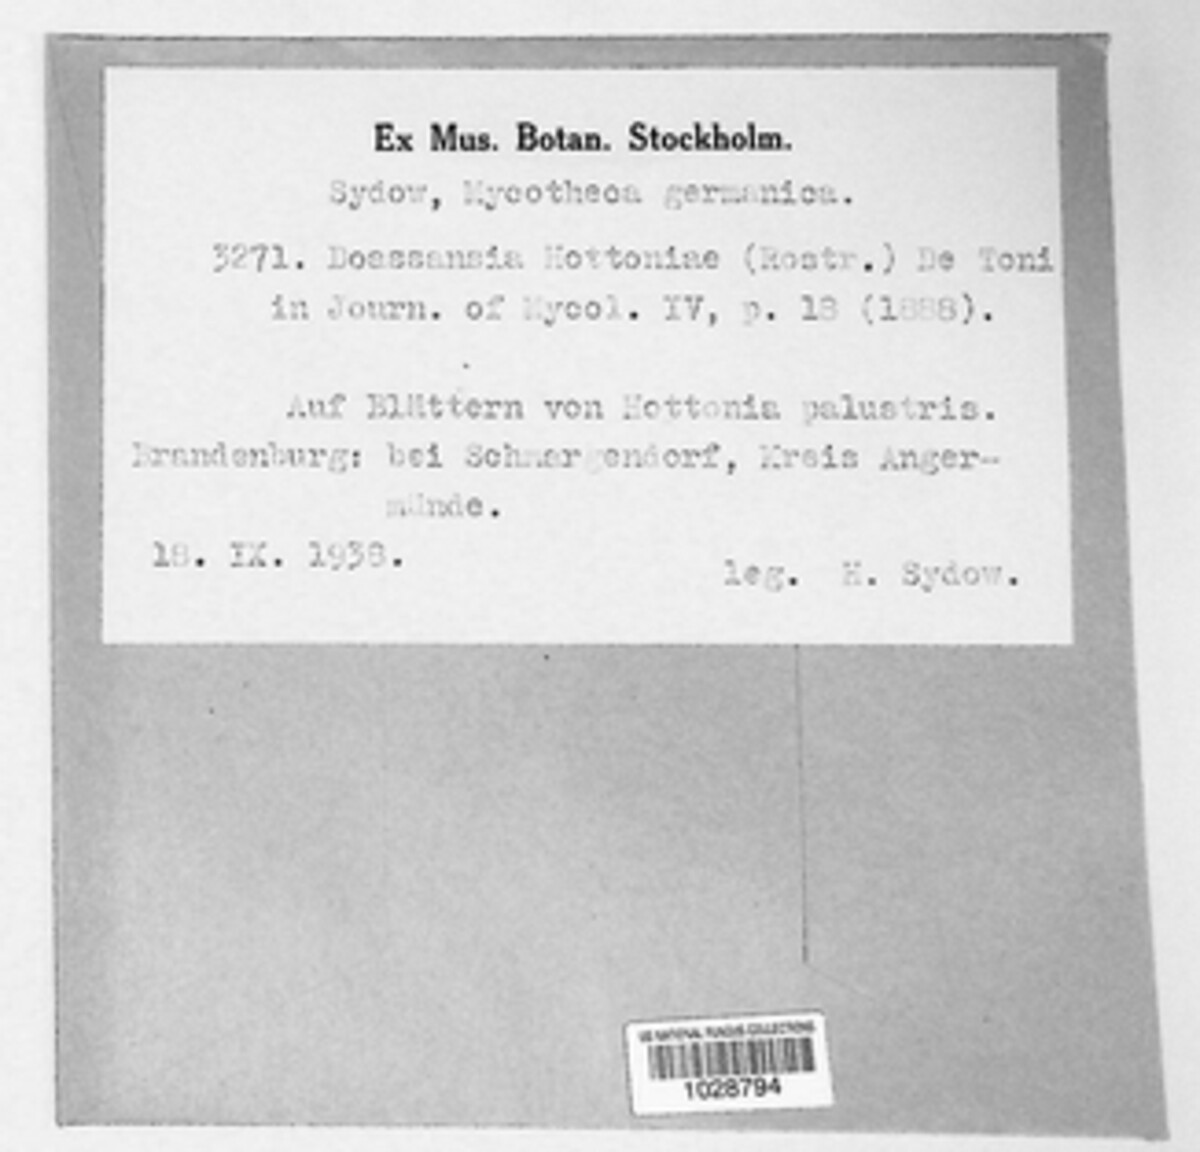 Ex Mus. Botan. Stockholm.
Sydow, Mycotheca germanica.
3271. Doassansia Hottoniae (Rostr.) De Toni
in Journ. of Mycol. IV, p. 18 (1888).
Auf Blättern von Hottonia palustris.
Brandenburg: bei Schmargendorf, Kreis Anger-
münde.
18. IX. 1938.
leg. H. Sydow.
US NATIONAL FUNGUS COLLECTIONS
1028794